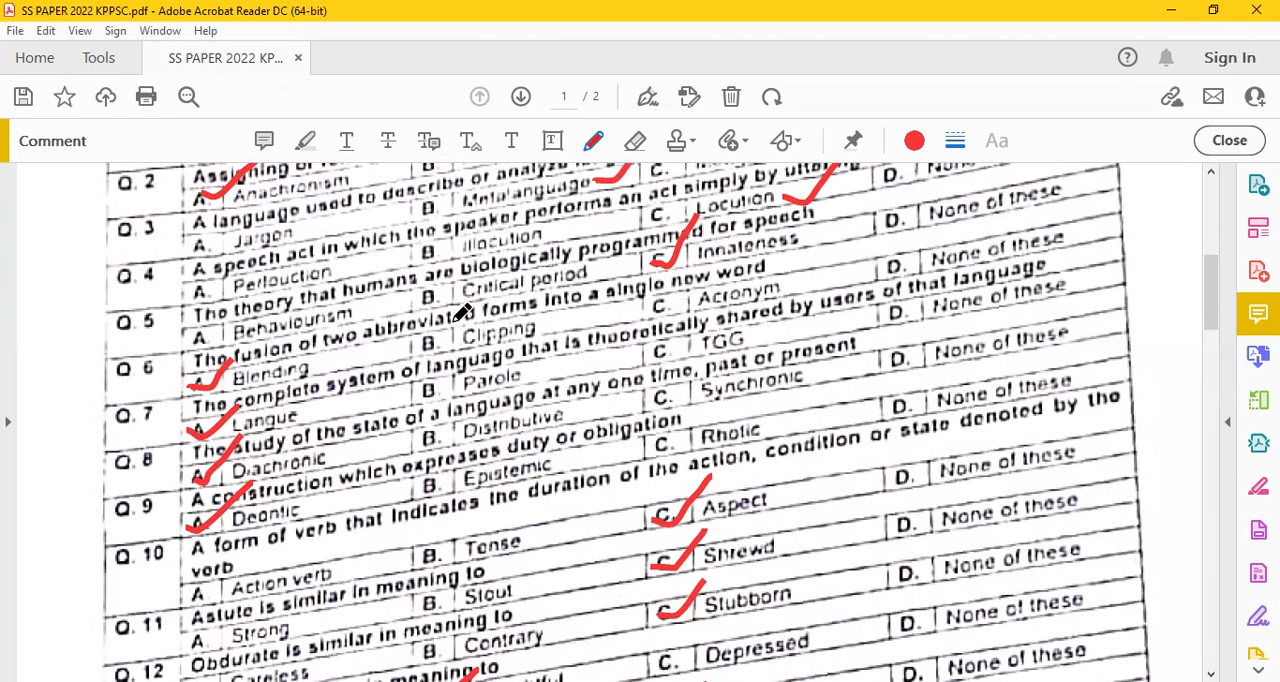 SS PAPER 2022 KPPSC.pdf - Adobe Acrobat Reader DC (64-bit)
File Edit View Sign Window Help
Home Tools SS PAPER 2022 KP... × Sign In
1 / 2
Comment Close
Q. 2 Assigning
A. Anachronism B. Metalanguage C. D. None
Q. 3 A language used to describe or analyze
A. Jargon B. Metalanguage C. D. None
Q. 4 A speech act in which the speaker performs an act simply by uttering
A. Perlocution B. Illocution C. Locution D. None of these
Q. 5 The theory that humans are biologically programmed for speech
A. Behaviourism B. Critical period C. Innateness D. None of these
Q. 6 The fusion of two abbreviated forms into a single new word
A. Blending B. Clipping C. Acronym D. None of these
Q. 7 The complete system of language that is theoretically shared by users of that language
A. Langue B. Parole C. TGG D. None of these
Q. 8 The study of the state of a language at any one time, past or present
A. Diachronic B. Distributive C. Synchronic D. None of these
Q. 9 A construction which expresses duty or obligation
A. Deontic B. Epistemic C. Rhotic D. None of these
Q. 10 A form of verb that indicates the duration of the action, condition or state denoted by the
verb
A Action verb B. Tense C. Aspect D. None of these
Q. 11 Astute is similar in meaning to
A. Strong B. Stout C. Shrewd D. None of these
Q. 12 Obdurate is similar in meaning to
Careless B. Contrary C. Stubborn D. None of these
meaning to
C. Depressed D. None of these